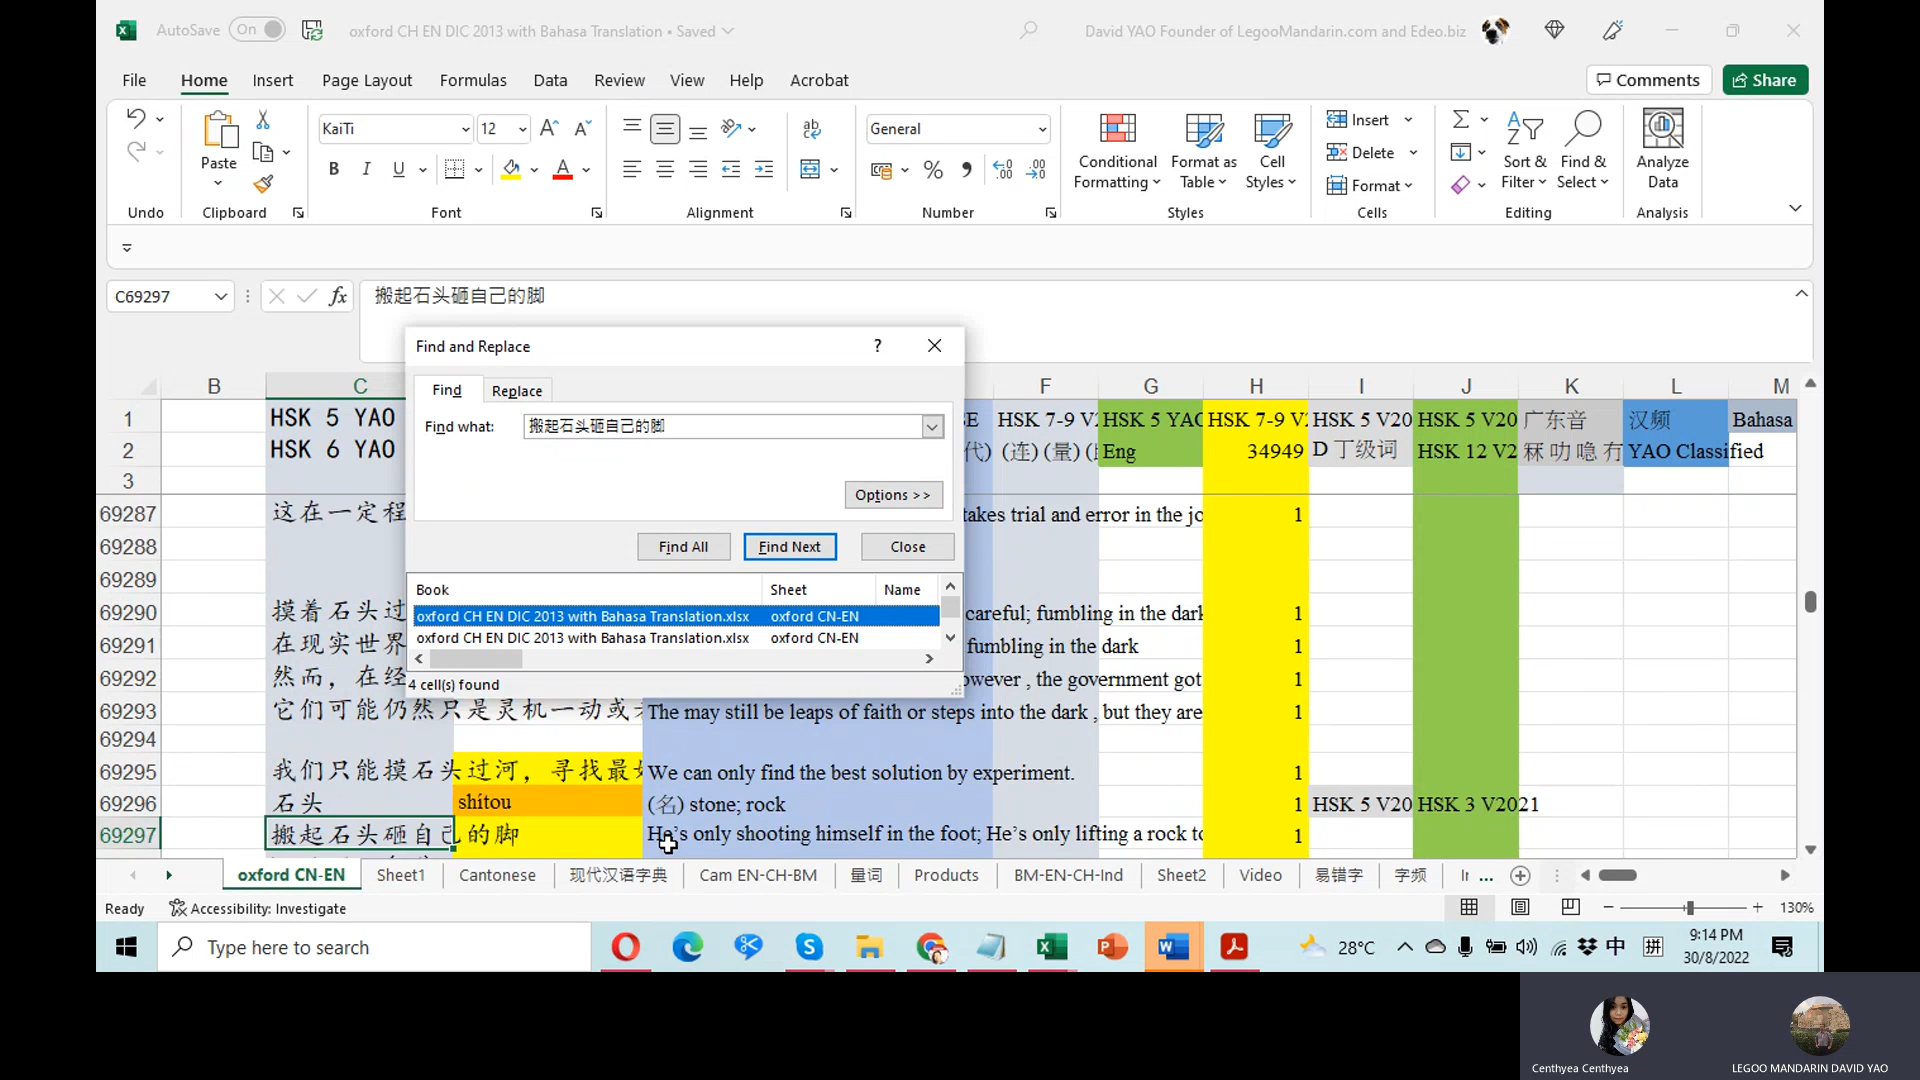 AutoSave On oxford CH EN DIC 2013 with Bahasa Translation • Saved David YAO Founder of LegooMandarin.com and Edeo.biz
File Home Insert Page Layout Formulas Data Review View Help Acrobat Comments Share
KaiTi 12 ab General Insert
Paste B I U % Conditional Formatting Format as Table Cell Styles Delete Format Sort & Filter Find & Select Analyze Data
Undo Clipboard Font Alignment Number Styles Cells Editing Analysis
C69297 fx 搬起石头砸自己的脚
Find and Replace ?
Find Replace
Find what: 搬起石头砸自己的脚
Options >>
Find All Find Next Close
Book Sheet Name
oxford CH EN DIC 2013 with Bahasa Translation.xlsx oxford CN-EN
oxford CH EN DIC 2013 with Bahasa Translation.xlsx oxford CN-EN
4 cell(s) found
B C F G H I J K L M
1 HSK 5 YAO SE HSK 7-9 V2 HSK 5 YAO HSK 7-9 V2 HSK 5 V20 HSK 5 V20 广东音 汉频 Bahasa
2 HSK 6 YAO 代) (连) (量) Eng 34949 D 丁级词 HSK 12 V2 冧 叻 唸 冇 YAO Classified
3
69287 这在一定程 takes trial and error in the jo 1
69288
69289
69290 摸着石头过 careful; fumbling in the dark 1
69291 在现实世界 fumbling in the dark 1
69292 然而，在经 owever , the government got 1
69293 它们可能仍然只是灵机一动或 The may still be leaps of faith or steps into the dark , but they are 1
69294
69295 我们只能摸石头过河，寻找最 We can only find the best solution by experiment. 1
69296 石头 shítou (名) stone; rock 1 HSK 5 V20 HSK 3 V2021
69297 搬起石头砸自己的脚 He's only shooting himself in the foot; He's only lifting a rock to 1
oxford CN-EN Sheet1 Cantonese 现代汉语字典 Cam EN-CH-BM 量词 Products BM-EN-CH-Ind Sheet2 Video 易错字 字频 Ir ...
Ready Accessibility: Investigate 130%
Type here to search 28°C 中 拼 9:14 PM
30/8/2022
Centhyea Centhyea LEGOO MANDARIN DAVID YAO